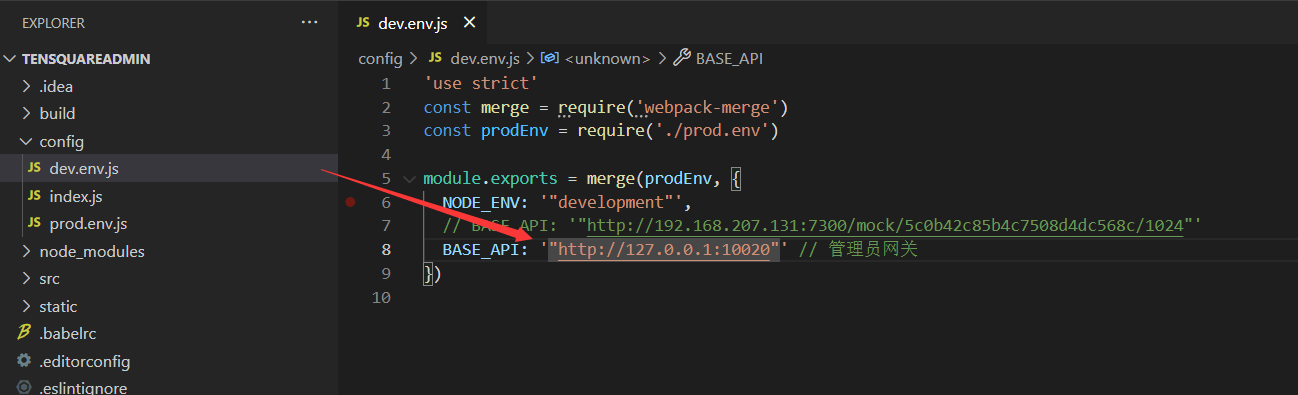 EXPLORER
···
JS dev.env.js ×
TENSQUAREADMIN
config > JS dev.env.js > <unknown> > BASE_API
.idea
build
config
JS dev.env.js
JS index.js
JS prod.env.js
node_modules
src
static
.babelrc
.editorconfig
.eslintignore
1 'use strict'
2 const merge = require('webpack-merge')
3 const prodEnv = require('./prod.env')
4
5 module.exports = merge(prodEnv, {
6 NODE_ENV: '"development"',
7 // BASE_API: '"http://192.168.207.131:7300/mock/5c0b42c85b4c7508d4dc568c/1024"'
8 BASE_API: '"http://127.0.0.1:10020"' // 管理员网关
9 })
10